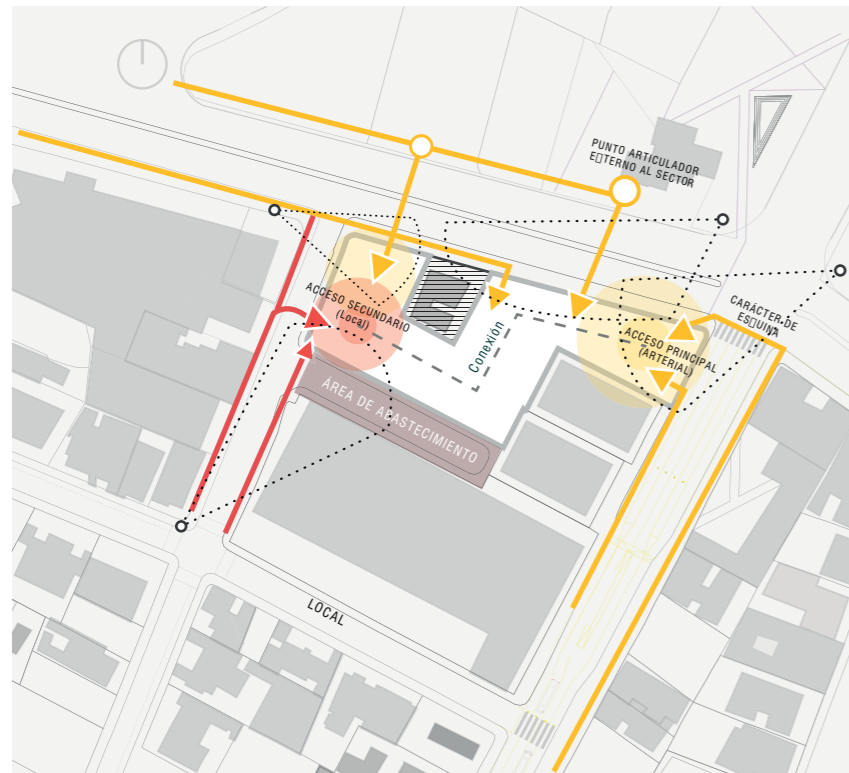 PUNTO ARTICULADOR
E▯TERNO AL SECTOR
ACCESO SECUNDARIO
(Local)
Conexión
CARÁCTER DE
ES▯UINA
ACCESO PRINCIPAL
(ARTERIAL)
ÁREA DE ABASTECIMIENTO
LOCAL